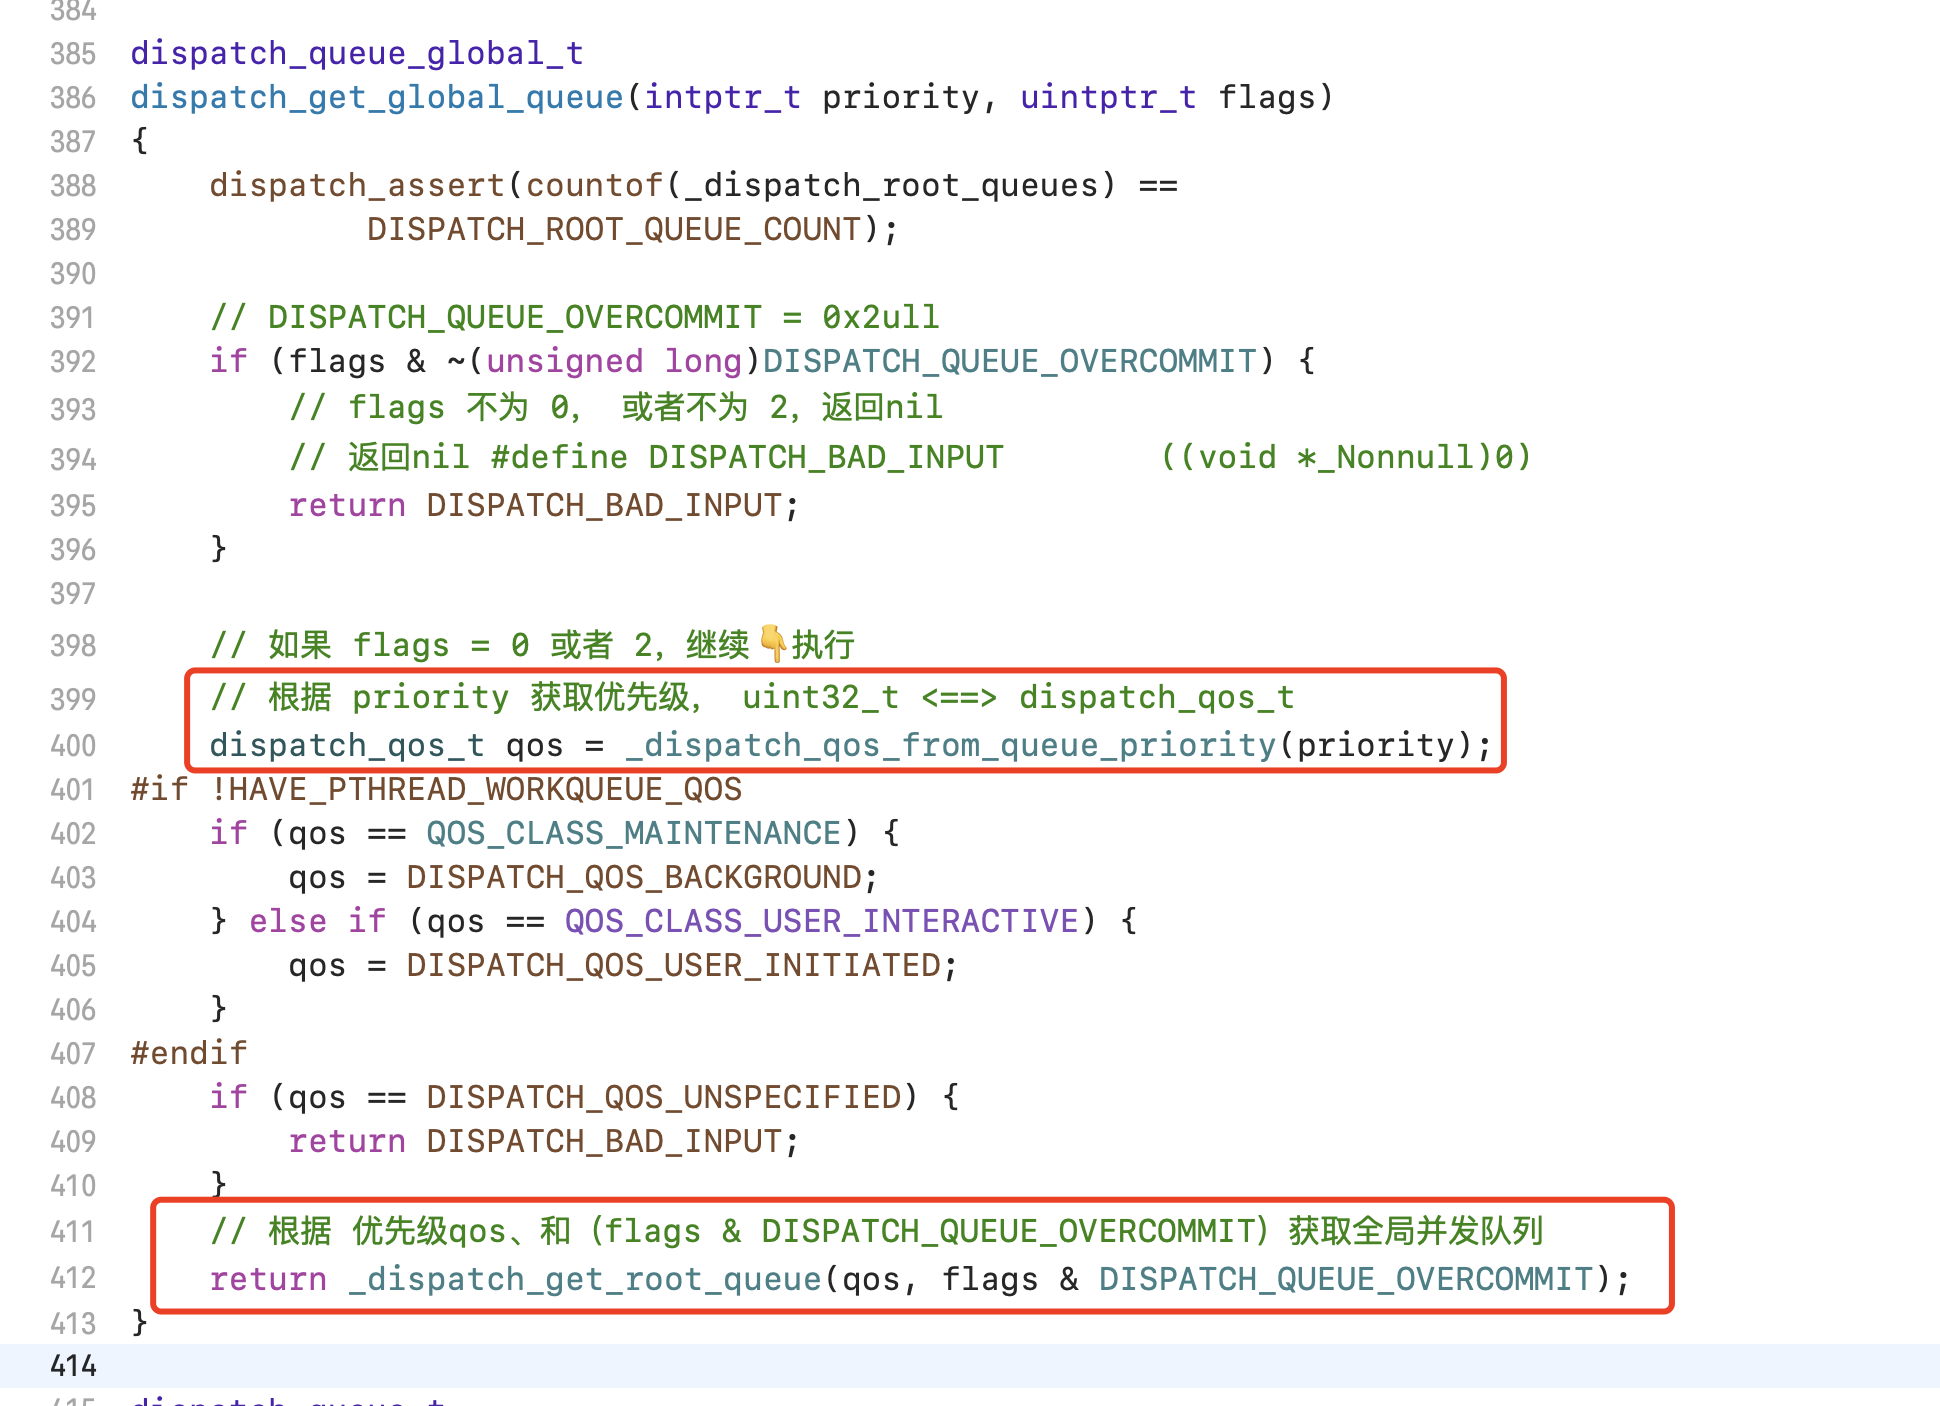 384
385 dispatch_queue_global_t
386 dispatch_get_global_queue(intptr_t priority, uintptr_t flags)
387 {
388     dispatch_assert(countof(_dispatch_root_queues) ==
389             DISPATCH_ROOT_QUEUE_COUNT);
390
391     // DISPATCH_QUEUE_OVERCOMMIT = 0x2ull
392     if (flags & ~(unsigned long)DISPATCH_QUEUE_OVERCOMMIT) {
393         // flags 不为 0， 或者不为 2，返回nil
394         // 返回nil #define DISPATCH_BAD_INPUT        ((void *_Nonnull)0)
395         return DISPATCH_BAD_INPUT;
396     }
397
398     // 如果 flags = 0 或者 2，继续👇执行
399     // 根据 priority 获取优先级， uint32_t <==> dispatch_qos_t
400     dispatch_qos_t qos = _dispatch_qos_from_queue_priority(priority);
401 #if !HAVE_PTHREAD_WORKQUEUE_QOS
402     if (qos == QOS_CLASS_MAINTENANCE) {
403         qos = DISPATCH_QOS_BACKGROUND;
404     } else if (qos == QOS_CLASS_USER_INTERACTIVE) {
405         qos = DISPATCH_QOS_USER_INITIATED;
406     }
407 #endif
408     if (qos == DISPATCH_QOS_UNSPECIFIED) {
409         return DISPATCH_BAD_INPUT;
410     }
411     // 根据 优先级qos、和（flags & DISPATCH_QUEUE_OVERCOMMIT）获取全局并发队列
412     return _dispatch_get_root_queue(qos, flags & DISPATCH_QUEUE_OVERCOMMIT);
413 }
414
415 dispatch_queue_t